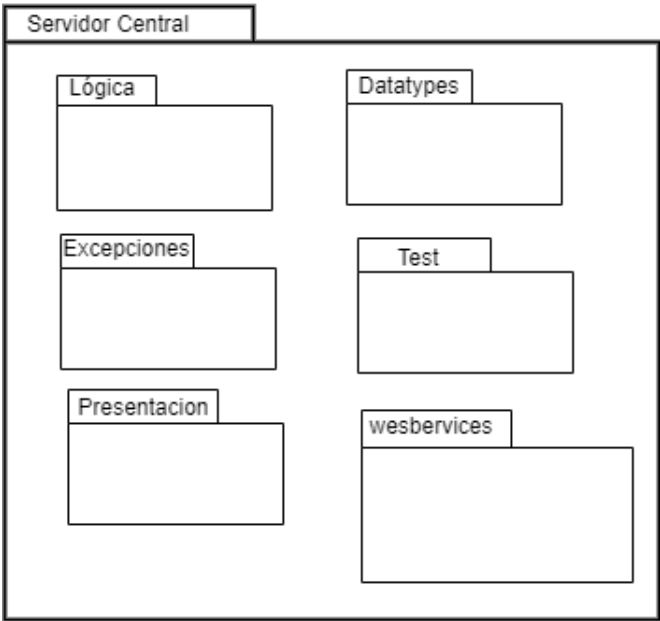 Servidor Central
Lógica
Datatypes
Excepciones
Test
Presentacion
wesbervices